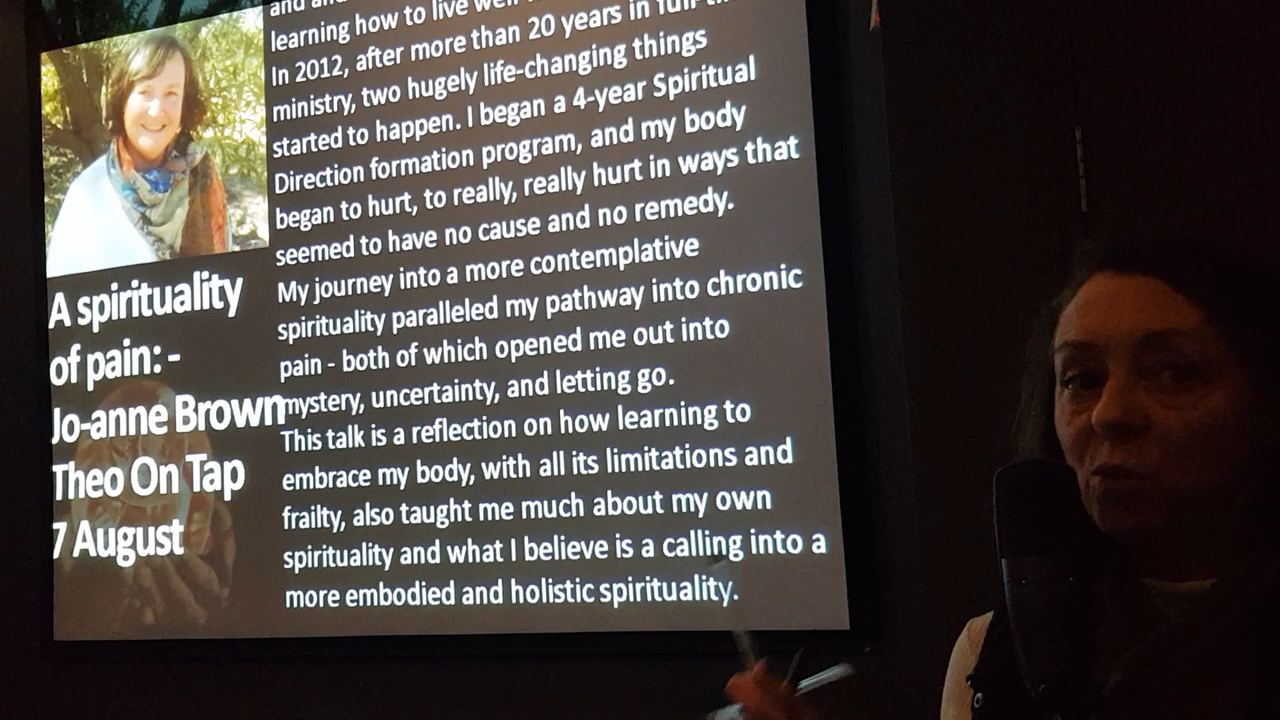 A spirituality
of pain: -
Jo-anne Brown
Theo On Tap
7 August
learning how to live well
In 2012, after more than 20 years in full-
ministry, two hugely life-changing things
started to happen. I began a 4-year Spiritual
Direction formation program, and my body
began to hurt, to really, really hurt in ways that
seemed to have no cause and no remedy.
My journey into a more contemplative
spirituality paralleled my pathway into chronic
pain - both of which opened me out into
mystery, uncertainty, and letting go.
This talk is a reflection on how learning to
embrace my body, with all its limitations and
frailty, also taught me much about my own
spirituality and what I believe is a calling into a
more embodied and holistic spirituality.